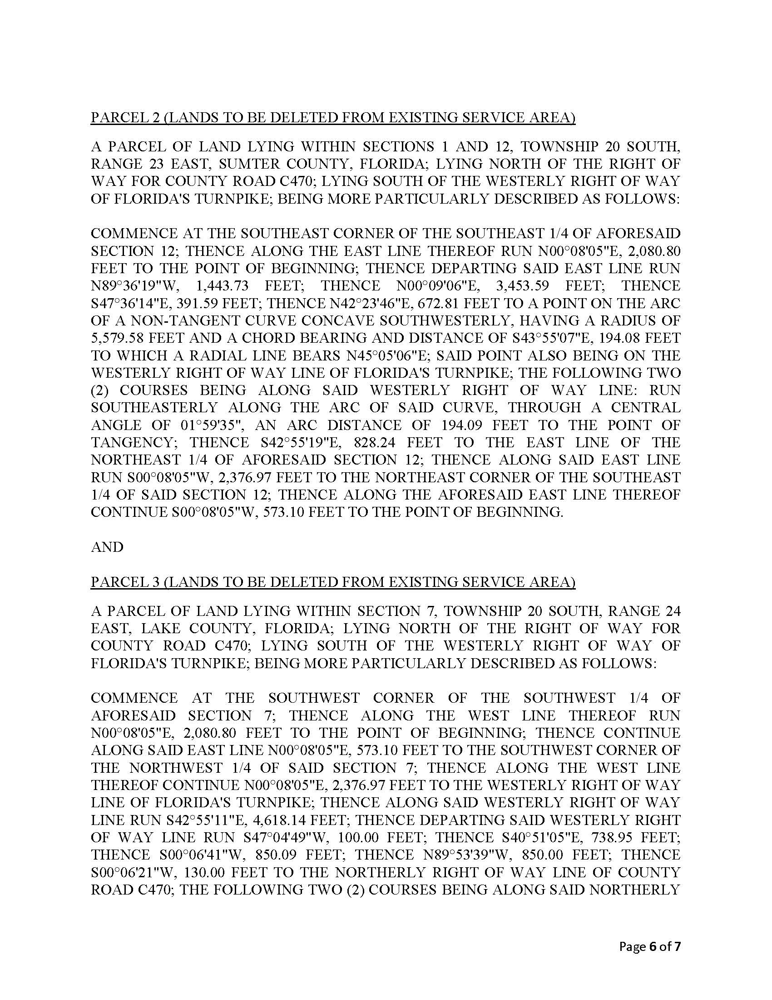 PARCEL 2 (LANDS TO BE DELETED FROM EXISTING SERVICE AREA)
A PARCEL OF LAND LYING WITHIN SECTIONS 1 AND 12, TOWNSHIP 20 SOUTH,
RANGE 23 EAST, SUMTER COUNTY, FLORIDA; LYING NORTH OF THE RIGHT OF
WAY FOR COUNTY ROAD C470; LYING SOUTH OF THE WESTERLY RIGHT OF WAY
OF FLORIDA'S TURNPIKE; BEING MORE PARTICULARLY DESCRIBED AS FOLLOWS:
COMMENCE AT THE SOUTHEAST CORNER OF THE SOUTHEAST 1/4 OF AFORESAID
SECTION 12; THENCE ALONG THE EAST LINE THEREOF RUN N00°08'05"E, 2,080.80
FEET TO THE POINT OF BEGINNING; THENCE DEPARTING SAID EAST LINE RUN
N89°36'19"W, 1,443.73 FEET; THENCE N00°09'06"E, 3,453.59 FEET; THENCE
S47°36'14"E, 391.59 FEET; THENCE N42°23'46"E, 672.81 FEET TO A POINT ON THE ARC
OF A NON-TANGENT CURVE CONCAVE SOUTHWESTERLY, HAVING A RADIUS OF
5,579.58 FEET AND A CHORD BEARING AND DISTANCE OF S43°55'07"E, 194.08 FEET
TO WHICH A RADIAL LINE BEARS N45°05'06"E; SAID POINT ALSO BEING ON THE
WESTERLY RIGHT OF WAY LINE OF FLORIDA'S TURNPIKE; THE FOLLOWING TWO
(2) COURSES BEING ALONG SAID WESTERLY RIGHT OF WAY LINE: RUN
SOUTHEASTERLY ALONG THE ARC OF SAID CURVE, THROUGH A CENTRAL
ANGLE OF 01°59'35", AN ARC DISTANCE OF 194.09 FEET TO THE POINT OF
TANGENCY; THENCE S42°55'19"E, 828.24 FEET TO THE EAST LINE OF THE
NORTHEAST 1/4 OF AFORESAID SECTION 12; THENCE ALONG SAID EAST LINE
RUN S00°08'05"W, 2,376.97 FEET TO THE NORTHEAST CORNER OF THE SOUTHEAST
1/4 OF SAID SECTION 12; THENCE ALONG THE AFORESAID EAST LINE THEREOF
CONTINUE S00°08'05"W, 573.10 FEET TO THE POINT OF BEGINNING.
AND
PARCEL 3 (LANDS TO BE DELETED FROM EXISTING SERVICE AREA)
A PARCEL OF LAND LYING WITHIN SECTION 7, TOWNSHIP 20 SOUTH, RANGE 24
EAST, LAKE COUNTY, FLORIDA; LYING NORTH OF THE RIGHT OF WAY FOR
COUNTY ROAD C470; LYING SOUTH OF THE WESTERLY RIGHT OF WAY OF
FLORIDA'S TURNPIKE; BEING MORE PARTICULARLY DESCRIBED AS FOLLOWS:
COMMENCE AT THE SOUTHWEST CORNER OF THE SOUTHWEST 1/4 OF
AFORESAID SECTION 7; THENCE ALONG THE WEST LINE THEREOF RUN
N00°08'05"E, 2,080.80 FEET TO THE POINT OF BEGINNING; THENCE CONTINUE
ALONG SAID EAST LINE N00°08'05"E, 573.10 FEET TO THE SOUTHWEST CORNER OF
THE NORTHWEST 1/4 OF SAID SECTION 7; THENCE ALONG THE WEST LINE
THEREOF CONTINUE N00°08'05"E, 2,376.97 FEET TO THE WESTERLY RIGHT OF WAY
LINE OF FLORIDA'S TURNPIKE; THENCE ALONG SAID WESTERLY RIGHT OF WAY
LINE RUN S42°55'11"E, 4,618.14 FEET; THENCE DEPARTING SAID WESTERLY RIGHT
OF WAY LINE RUN S47°04'49"W, 100.00 FEET; THENCE S40°51'05"E, 738.95 FEET;
THENCE S00°06'41"W, 850.09 FEET; THENCE N89°53'39"W, 850.00 FEET; THENCE
S00°06'21"W, 130.00 FEET TO THE NORTHERLY RIGHT OF WAY LINE OF COUNTY
ROAD C470; THE FOLLOWING TWO (2) COURSES BEING ALONG SAID NORTHERLY
Page 6 of 7